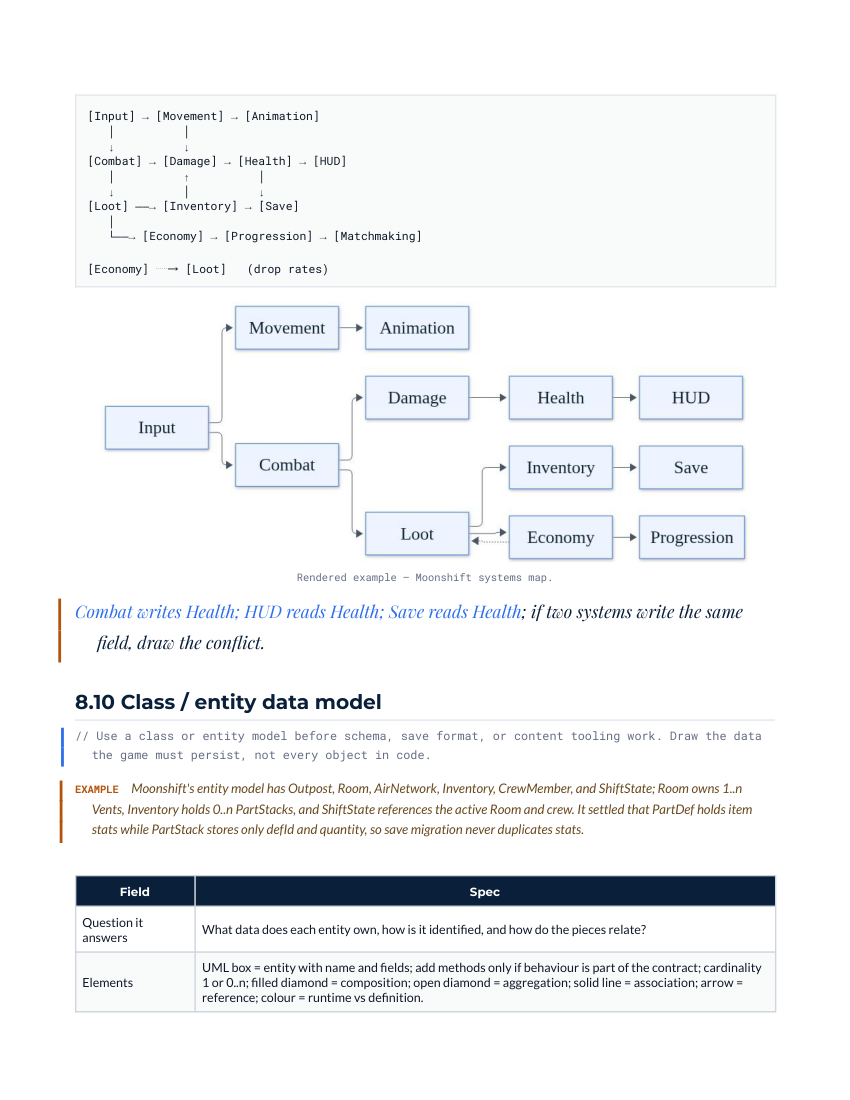 [Input] → [Movement] → [Animation]
   │          │
   ↓          ↓
[Combat] → [Damage] → [Health] → [HUD]
   │          ↑          │
   ↓          │          ↓
[Loot] ──→ [Inventory] → [Save]
   │
   └──→ [Economy] → [Progression] → [Matchmaking]
[Economy] ┈┈→ [Loot]   (drop rates)
Movement
Animation
Damage
Health
HUD
Input
Combat
Inventory
Save
Loot
Economy
Progression
Rendered example — Moonshift systems map.
Combat writes Health; HUD reads Health; Save reads Health; if two systems write the same
field, draw the conflict.
8.10 Class / entity data model
// Use a class or entity model before schema, save format, or content tooling work. Draw the data
the game must persist, not every object in code.
EXAMPLE Moonshift's entity model has Outpost, Room, AirNetwork, Inventory, CrewMember, and ShiftState; Room owns 1..n
Vents, Inventory holds 0..n PartStacks, and ShiftState references the active Room and crew. It settled that PartDef holds item
stats while PartStack stores only defId and quantity, so save migration never duplicates stats.
Field
Spec
Question it
answers
What data does each entity own, how is it identified, and how do the pieces relate?
Elements
UML box = entity with name and fields; add methods only if behaviour is part of the contract; cardinality
1 or 0..n; filled diamond = composition; open diamond = aggregation; solid line = association; arrow =
reference; colour = runtime vs definition.